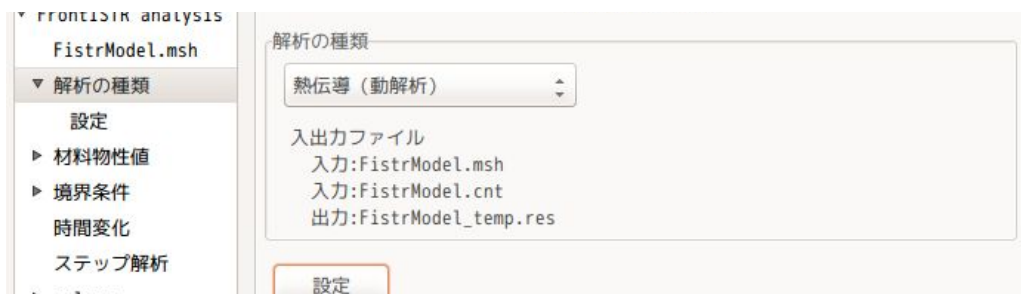 FrontISTR analysis
FistrModel.msh
解析の種類
設定
材料物性値
境界条件
時間変化
ステップ解析
解析の種類
熱伝導（動解析）
入出力ファイル
入力:FistrModel.msh
入力:FistrModel.cnt
出力:FistrModel_temp.res
設定